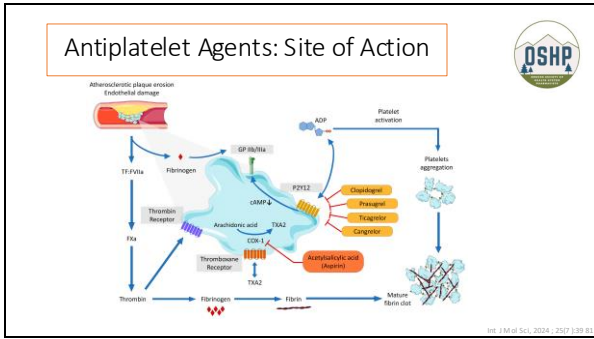 Antiplatelet Agents: Site of Action
OSHP
Atherosclerotic plaque erosion
Endothelial damage
ADP
Platelet
activation
GP IIb/IIIa
Fibrinogen
TF:FVIIa
Platelets
aggregation
P2Y12
cAMP↓
Clopidogrel
Prasugrel
Ticagrelor
Cangrelor
Thrombin
Receptor
Arachidonic acid
TXA2
COX-1
FXa
Thromboxane
Receptor
Acetylsalicylic acid
(Aspirin)
TXA2
Thrombin
Fibrinogen
Fibrin
Mature
fibrin clot
Int J Mol Sci, 2024 ; 25(7 ):39 81